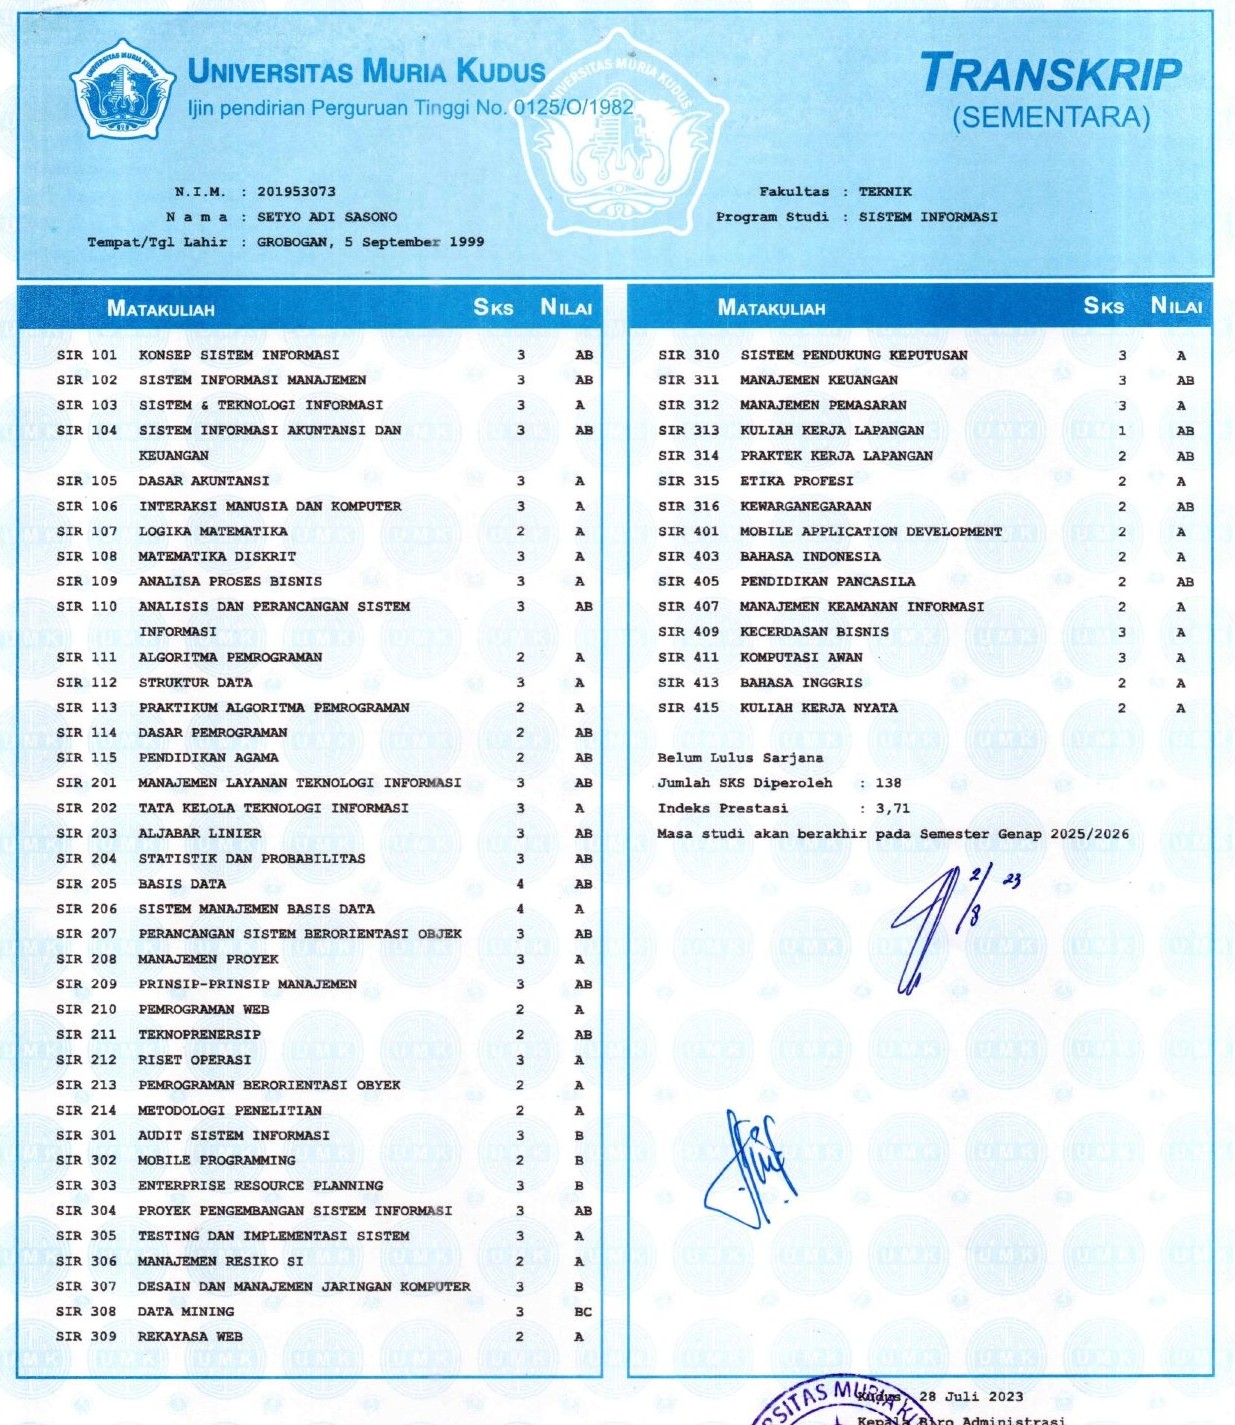 UNIVERSITAS MURIA KUDUS
Ijin pendirian Perguruan Tinggi No. 0125/O/1982
TRANSKRIP
(SEMENTARA)
N.I.M. : 201953073
N a m a : SETYO ADI SASONO
Tempat/Tgl Lahir : GROBOGAN, 5 September 1999
Fakultas : TEKNIK
Program Studi : SISTEM INFORMASI
MATAKULIAH SKS NILAI
SIR 101 KONSEP SISTEM INFORMASI 3 AB
SIR 102 SISTEM INFORMASI MANAJEMEN 3 AB
SIR 103 SISTEM & TEKNOLOGI INFORMASI 3 A
SIR 104 SISTEM INFORMASI AKUNTANSI DAN 3 AB
KEUANGAN
SIR 105 DASAR AKUNTANSI 3 A
SIR 106 INTERAKSI MANUSIA DAN KOMPUTER 3 A
SIR 107 LOGIKA MATEMATIKA 2 A
SIR 108 MATEMATIKA DISKRIT 3 A
SIR 109 ANALISA PROSES BISNIS 3 A
SIR 110 ANALISIS DAN PERANCANGAN SISTEM 3 AB
INFORMASI
SIR 111 ALGORITMA PEMROGRAMAN 2 A
SIR 112 STRUKTUR DATA 3 A
SIR 113 PRAKTIKUM ALGORITMA PEMROGRAMAN 2 A
SIR 114 DASAR PEMROGRAMAN 2 AB
SIR 115 PENDIDIKAN AGAMA 2 AB
SIR 201 MANAJEMEN LAYANAN TEKNOLOGI INFORMASI 3 AB
SIR 202 TATA KELOLA TEKNOLOGI INFORMASI 3 A
SIR 203 ALJABAR LINIER 3 AB
SIR 204 STATISTIK DAN PROBABILITAS 3 AB
SIR 205 BASIS DATA 4 AB
SIR 206 SISTEM MANAJEMEN BASIS DATA 4 A
SIR 207 PERANCANGAN SISTEM BERORIENTASI OBJEK 3 AB
SIR 208 MANAJEMEN PROYEK 3 A
SIR 209 PRINSIP-PRINSIP MANAJEMEN 3 AB
SIR 210 PEMROGRAMAN WEB 2 A
SIR 211 TEKNOPRENERSIP 2 AB
SIR 212 RISET OPERASI 3 A
SIR 213 PEMROGRAMAN BERORIENTASI OBYEK 2 A
SIR 214 METODOLOGI PENELITIAN 2 A
SIR 301 AUDIT SISTEM INFORMASI 3 B
SIR 302 MOBILE PROGRAMMING 2 B
SIR 303 ENTERPRISE RESOURCE PLANNING 3 B
SIR 304 PROYEK PENGEMBANGAN SISTEM INFORMASI 3 AB
SIR 305 TESTING DAN IMPLEMENTASI SISTEM 3 A
SIR 306 MANAJEMEN RESIKO SI 2 A
SIR 307 DESAIN DAN MANAJEMEN JARINGAN KOMPUTER 3 B
SIR 308 DATA MINING 3 BC
SIR 309 REKAYASA WEB 2 A
MATAKULIAH SKS NILAI
SIR 310 SISTEM PENDUKUNG KEPUTUSAN 3 A
SIR 311 MANAJEMEN KEUANGAN 3 AB
SIR 312 MANAJEMEN PEMASARAN 3 A
SIR 313 KULIAH KERJA LAPANGAN 1 AB
SIR 314 PRAKTEK KERJA LAPANGAN 2 AB
SIR 315 ETIKA PROFESI 2 A
SIR 316 KEWARGANEGARAAN 2 AB
SIR 401 MOBILE APPLICATION DEVELOPMENT 2 A
SIR 403 BAHASA INDONESIA 2 A
SIR 405 PENDIDIKAN PANCASILA 2 AB
SIR 407 MANAJEMEN KEAMANAN INFORMASI 2 A
SIR 409 KECERDASAN BISNIS 3 A
SIR 411 KOMPUTASI AWAN 3 A
SIR 413 BAHASA INGGRIS 2 A
SIR 415 KULIAH KERJA NYATA 2 A
Belum Lulus Sarjana
Jumlah SKS Diperoleh : 138
Indeks Prestasi : 3,71
Masa studi akan berakhir pada Semester Genap 2025/2026
2/8 23
Kudus, 28 Juli 2023
Kepala Biro Administrasi